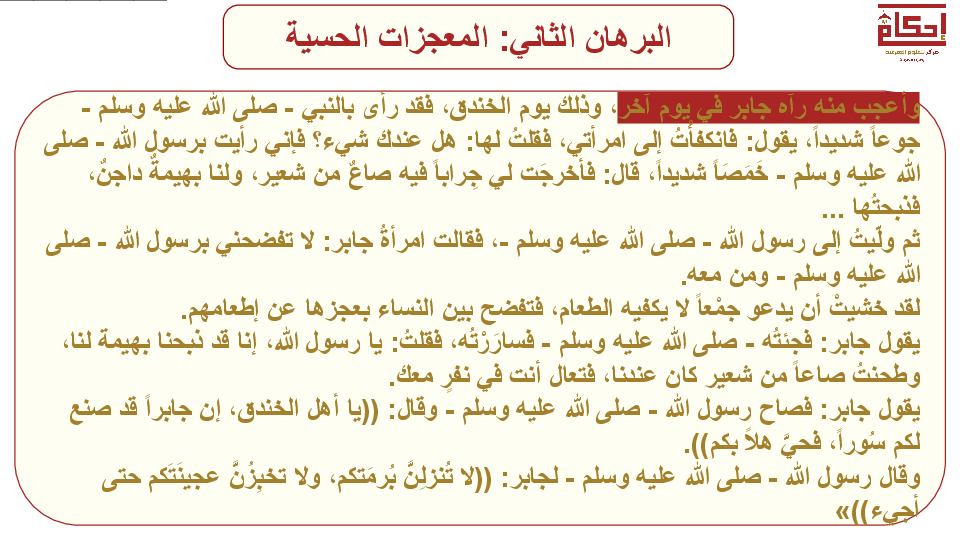 إحكام
البرهان الثاني: المعجزات الحسية
وأعجب منه رآه جابر في يوم آخر، وذلك يوم الخندق، فقد رأى بالنبي - صلى الله عليه وسلم -
جوعاً شديداً، يقول: فانكفأتُ إلى امرأتي، فقلتُ لها: هل عندك شيء؟ فإني رأيت برسول الله - صلى
الله عليه وسلم - خَمَصَاً شديداً، قال: فأخرجَت لي جِراباً فيه صاعٌ من شعير، ولنا بهيمةٌ داجنٌ،
فذبحتُها ...
ثم ولّيتُ إلى رسول الله - صلى الله عليه وسلم -، فقالت امرأةُ جابر: لا تفضحني برسول الله - صلى
الله عليه وسلم - ومن معه.
لقد خشيتْ أن يدعو جمْعاً لا يكفيه الطعام، فتفضح بين النساء بعجزها عن إطعامهم.
يقول جابر: فجئتُه - صلى الله عليه وسلم - فسارَرْتُه، فقلتُ: يا رسول الله، إنا قد ذبحنا بهيمة لنا،
وطحنتُ صاعاً من شعير كان عندنا، فتعال أنت في نفرٍ معك.
يقول جابر: فصاح رسول الله - صلى الله عليه وسلم - وقال: ((يا أهل الخندق، إن جابراً قد صنع
لكم سُوراً، فحيَّ هلاً بكم)).
وقال رسول الله - صلى الله عليه وسلم - لجابر: ((لا تُنزلِنَّ بُرمَتكم، ولا تخبِزُنَّ عجينَتَكم حتى
أجيء))»